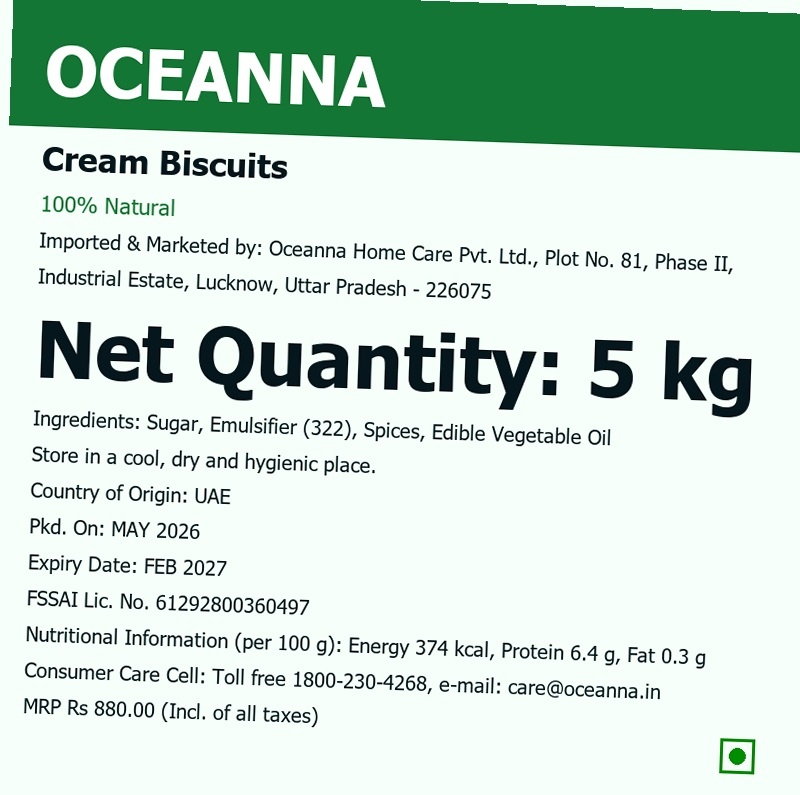 OCEANNA
Cream Biscuits
100% Natural
Imported & Marketed by: Oceanna Home Care Pvt. Ltd., Plot No. 81, Phase II,
Industrial Estate, Lucknow, Uttar Pradesh - 226075
Net Quantity: 5 kg
Ingredients: Sugar, Emulsifier (322), Spices, Edible Vegetable Oil
Store in a cool, dry and hygienic place.
Country of Origin: UAE
Pkd. On: MAY 2026
Expiry Date: FEB 2027
FSSAI Lic. No. 61292800360497
Nutritional Information (per 100 g): Energy 374 kcal, Protein 6.4 g, Fat 0.3 g
Consumer Care Cell: Toll free 1800-230-4268, e-mail: care@oceanna.in
MRP Rs 880.00 (Incl. of all taxes)